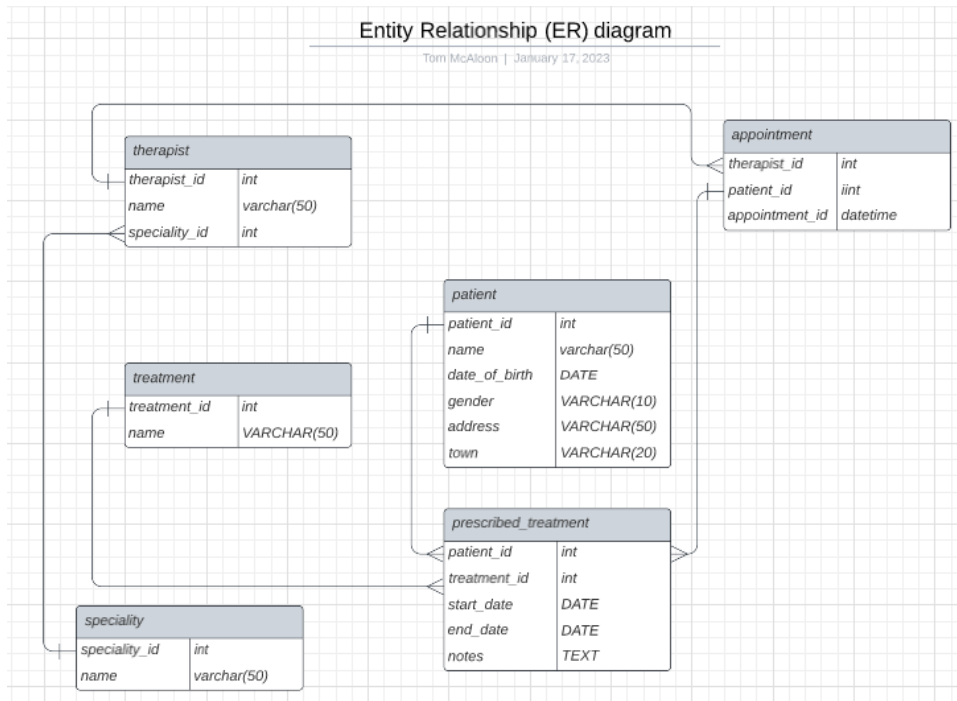 Entity Relationship (ER) diagram
Tom McAloon | January 17, 2023
therapist
therapist_id int
name varchar(50)
speciality_id int
appointment
therapist_id int
patient_id iint
appointment_id datetime
patient
patient_id int
name varchar(50)
date_of_birth DATE
gender VARCHAR(10)
address VARCHAR(50)
town VARCHAR(20)
treatment
treatment_id int
name VARCHAR(50)
prescribed_treatment
patient_id int
treatment_id int
start_date DATE
end_date DATE
notes TEXT
speciality
speciality_id int
name varchar(50)